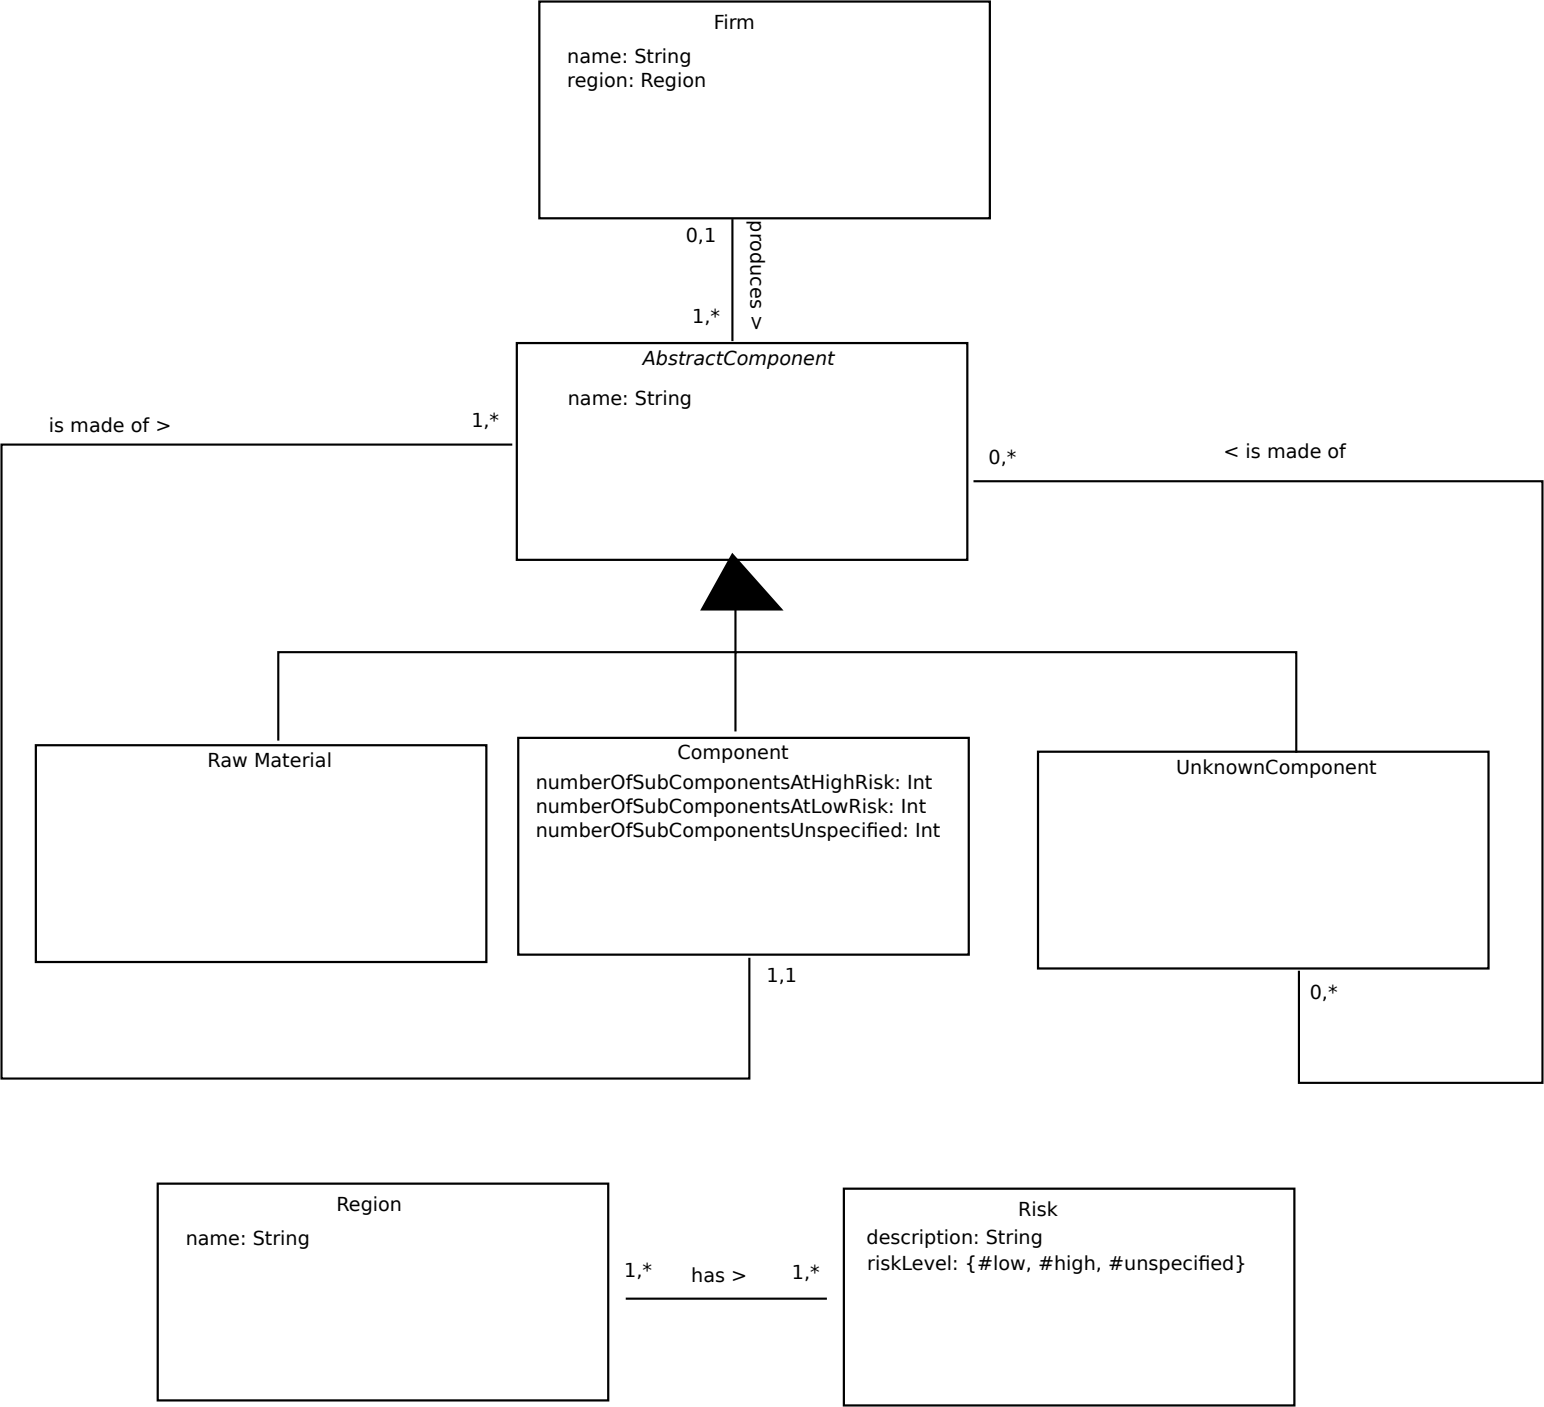 Firm
name: String
region: Region
0,1
produces >
1,*
AbstractComponent
name: String
is made of >
1,*
0,*
< is made of
Raw Material
Component
numberOfSubComponentsAtHighRisk: Int
numberOfSubComponentsAtLowRisk: Int
numberOfSubComponentsUnspecified: Int
UnknownComponent
1,1
0,*
Region
name: String
1,*
has >
1,*
Risk
description: String
riskLevel: {#low, #high, #unspecified}